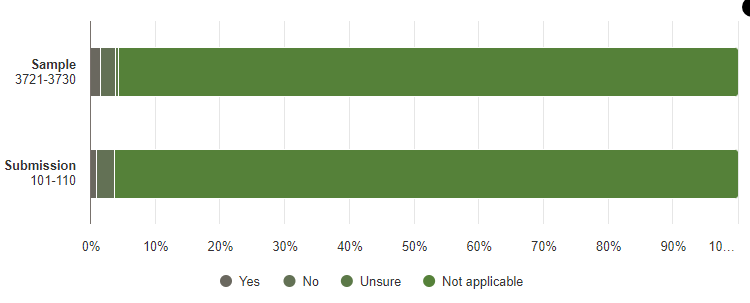 Sample
3721-3730
Submission
101-110
0% 10% 20% 30% 40% 50% 60% 70% 80% 90% 10...
Yes No Unsure Not applicable